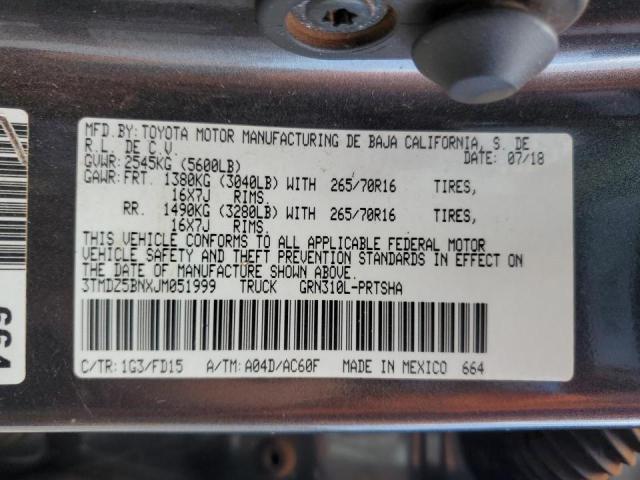 MFD.BY: TOYOTA MOTOR MANUFACTURING DE BAJA CALIFORNIA, S. DE
R.L. DE C.V.
GVWR: 2545KG (5600LB) DATE: 07/18
GAWR: FRT. 1380KG (3040LB) WITH 265/70R16 TIRES,
16X7J RIMS.
RR. 1490KG (3280LB) WITH 265/70R16 TIRES,
16X7J RIMS.
THIS VEHICLE CONFORMS TO ALL APPLICABLE FEDERAL MOTOR
VEHICLE SAFETY AND THEFT PREVENTION STANDARDS IN EFFECT ON
THE DATE OF MANUFACTURE SHOWN ABOVE.
3TMDZ5BNXJM051999 TRUCK GRN310L-PRTSHA
C/TR: 1G3/FD15 A/TM: A04D/AC60F MADE IN MEXICO 664
664